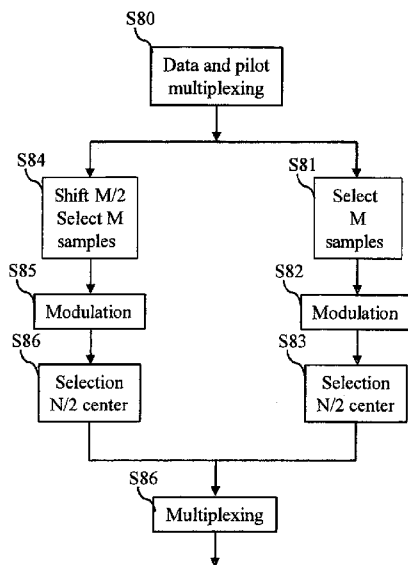 S80
Data and pilot
multiplexing
S84
Shift M/2
Select M
samples
S81
Select
M
samples
S85
Modulation
S82
Modulation
S86
Selection
N/2 center
S83
Selection
N/2 center
S86
Multiplexing